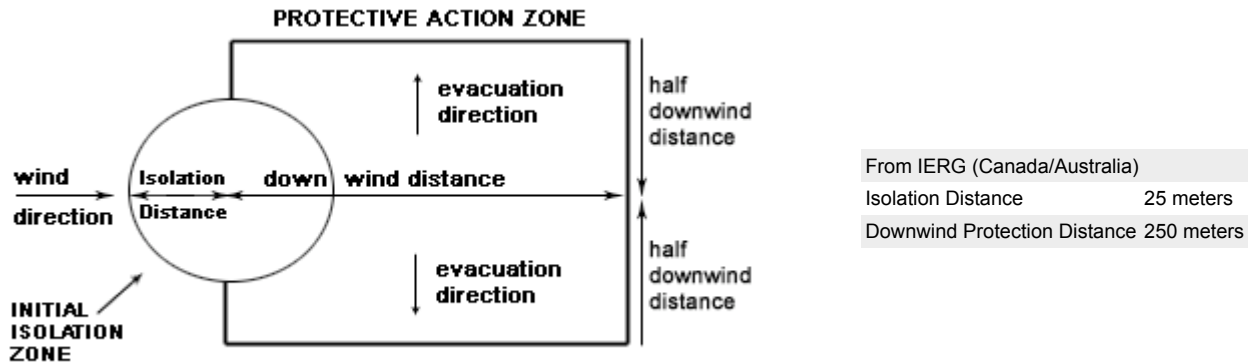 PROTECTIVE ACTION ZONE
evacuation
direction
half
downwind
distance
wind
direction
Isolation
Distance
down wind distance
evacuation
direction
half
downwind
distance
INITIAL
ISOLATION
ZONE
From IERG (Canada/Australia)
Isolation Distance 25 meters
Downwind Protection Distance 250 meters